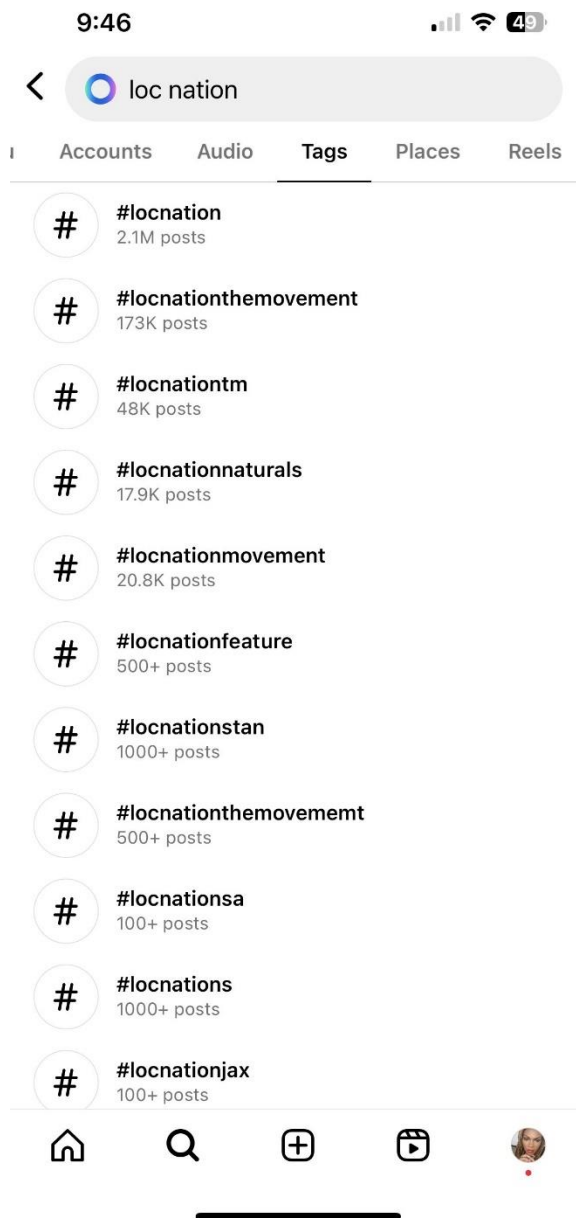 9:46
49
loc nation
Accounts Audio Tags Places Reels
#locnation
2.1M posts
#locnationthemovement
173K posts
#locnationtm
48K posts
#locnationnaturals
17.9K posts
#locnationmovement
20.8K posts
#locnationfeature
500+ posts
#locnationstan
1000+ posts
#locnationthemovememt
500+ posts
#locnationsa
100+ posts
#locnations
1000+ posts
#locnationjax
100+ posts